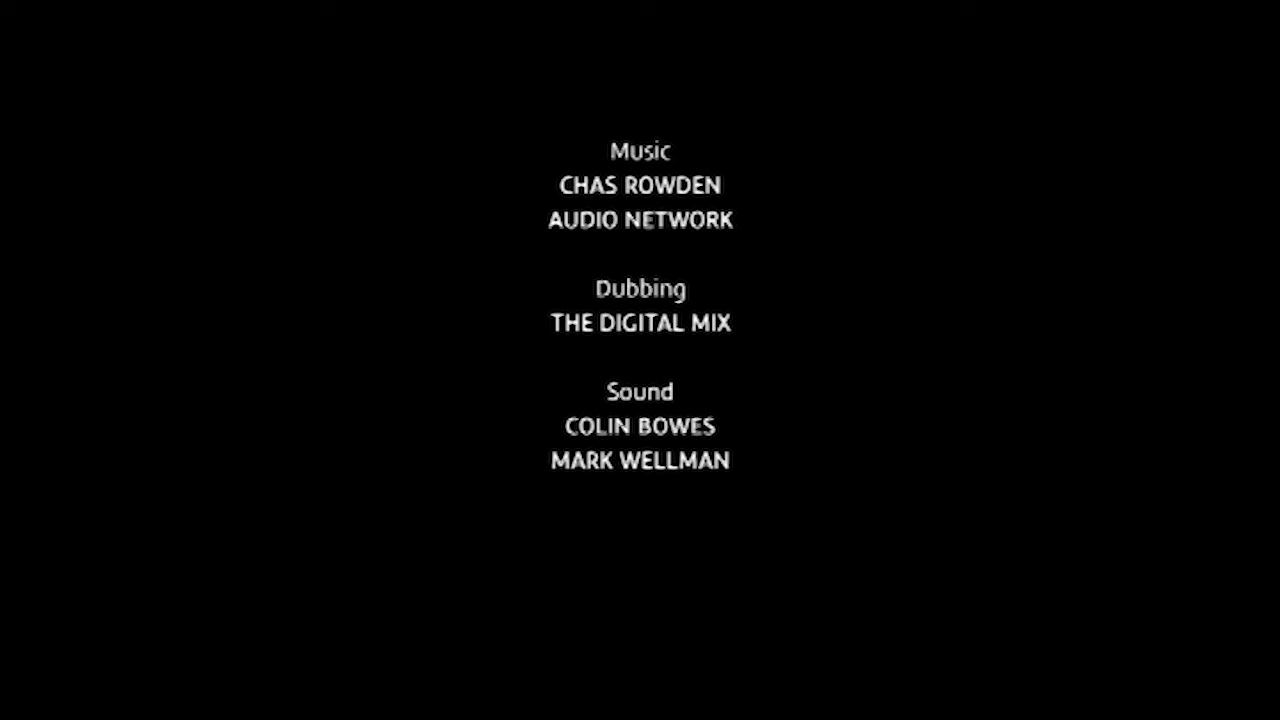 Music
CHAS ROWDEN
AUDIO NETWORK
Dubbing
THE DIGITAL MIX
Sound
COLIN BOWES
MARK WELLMAN